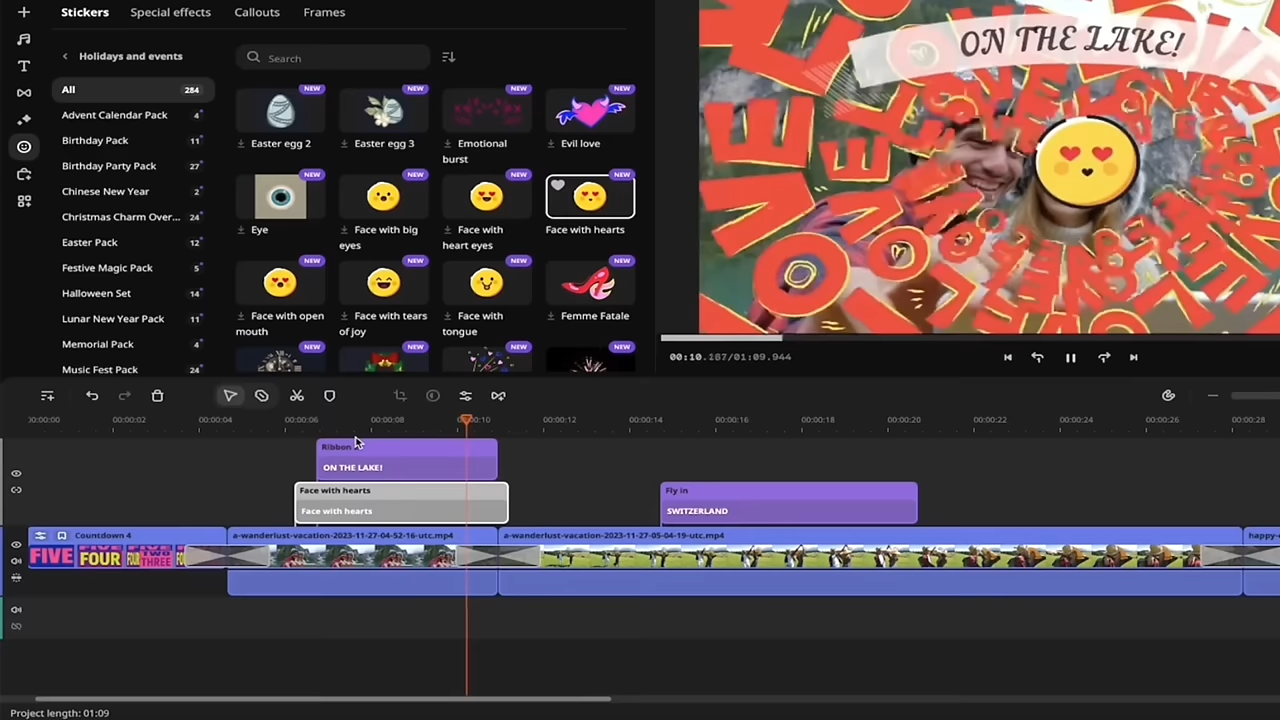 Stickers Special effects Callouts Frames
Holidays and events
Search
All 284
Advent Calendar Pack 4
Birthday Pack 11
Birthday Party Pack 27
Chinese New Year 2
Christmas Charm Over... 24
Easter Pack 12
Festive Magic Pack 5
Halloween Set 14
Lunar New Year Pack 11
Memorial Pack 4
Music Fest Pack 24
NEW NEW NEW NEW
Easter egg 2 Easter egg 3 Emotional burst Evil love
NEW NEW NEW NEW
Eye Face with big eyes Face with heart eyes Face with hearts
NEW NEW NEW NEW
Face with open mouth Face with tears of joy Face with tongue Femme Fatale
NEW NEW NEW NEW
ON THE LAKE!
LOVE
00:10.187/01:09.944
00:00:00 00:00:02 00:00:04 00:00:06 00:00:08 00:00:10 00:00:12 00:00:14 00:00:16 00:00:18 00:00:20 00:00:22 00:00:24 00:00:26 00:00:28
Ribbon
ON THE LAKE!
Face with hearts
Face with hearts
Fly in
SWITZERLAND
Countdown 4
a-wanderlust-vacation-2023-11-27-04-52-16-utc.mp4
a-wanderlust-vacation-2023-11-27-05-04-19-utc.mp4
happy-
FIVE FOUR FOUR TWO THREE FOUR
Project length: 01:09